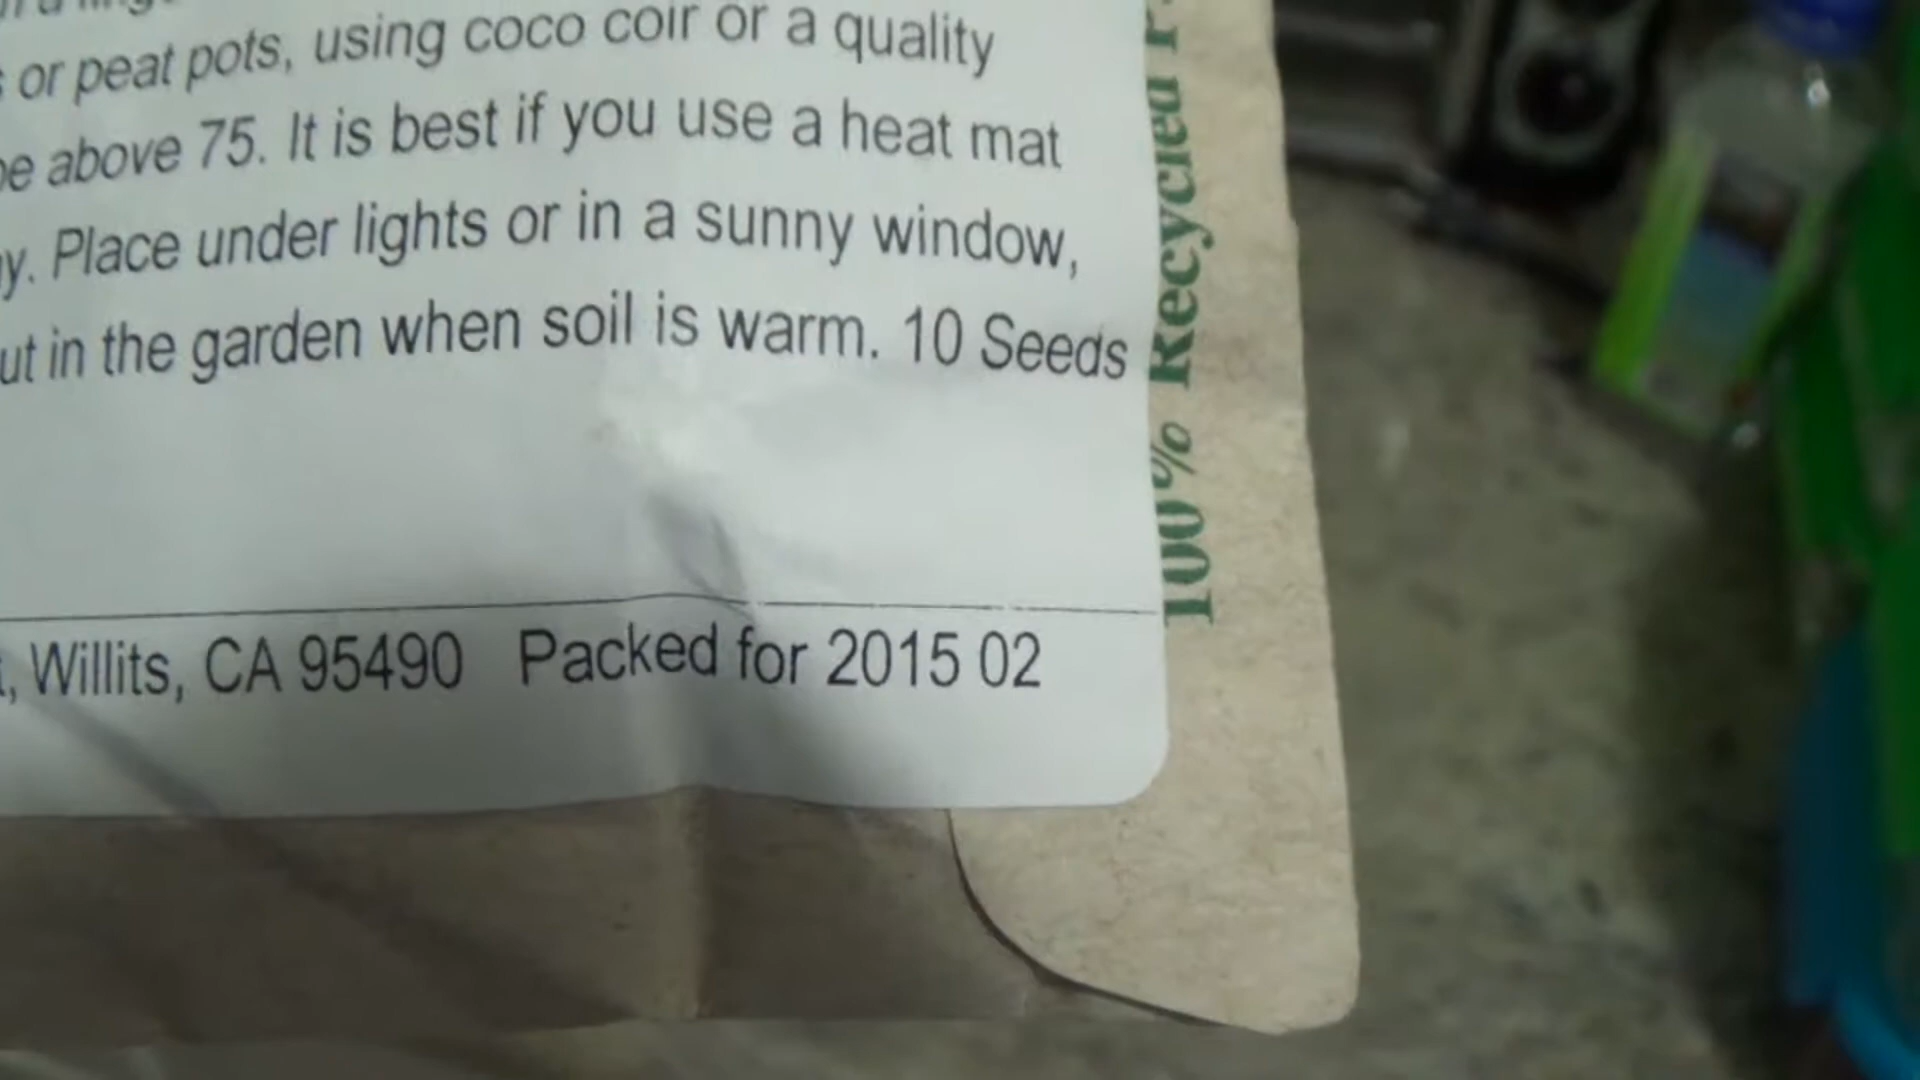 or peat pots, using coco coir or a quality
be above 75. It is best if you use a heat mat
Place under lights or in a sunny window,
in the garden when soil is warm. 10 Seeds
, Willits, CA 95490 Packed for 2015 02
100% Recycled